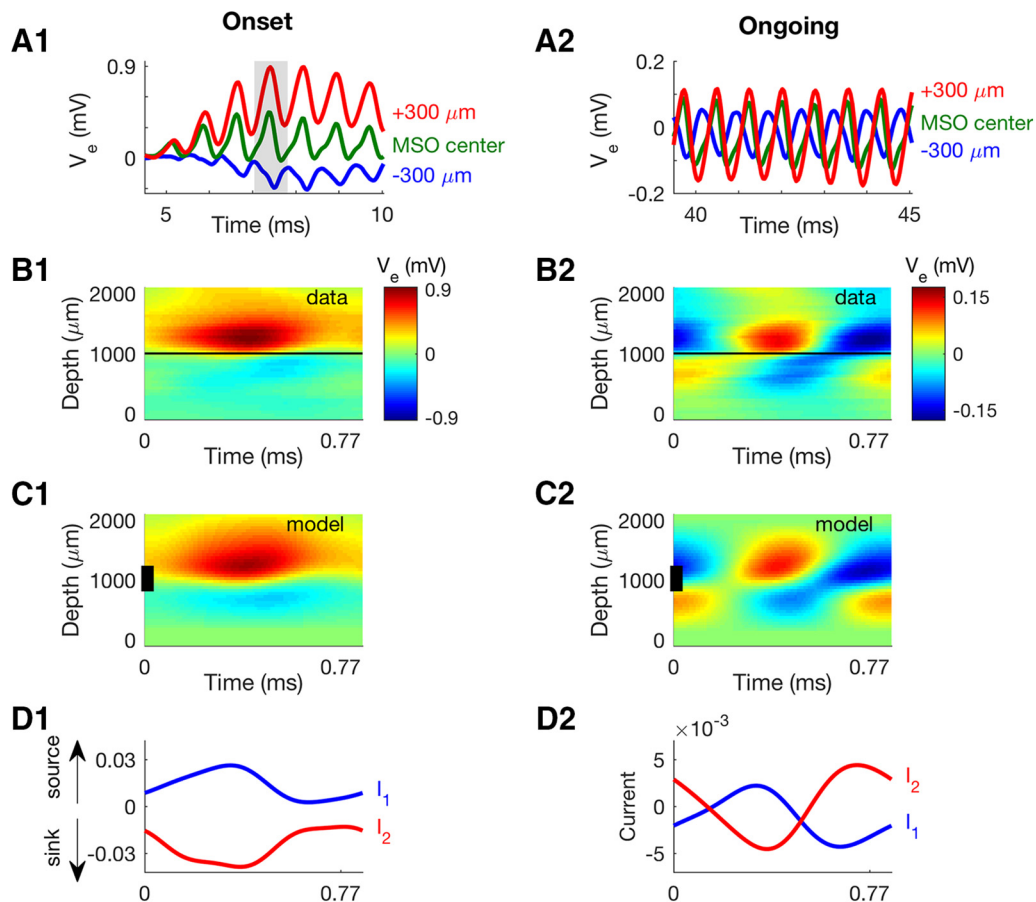 Onset
Ongoing
A1
0.9
0
V_e (mV)
+300 μm
MSO center
-300 μm
5
10
Time (ms)
A2
0.2
0
-0.2
V_e (mV)
+300 μm
MSO center
-300 μm
40
45
Time (ms)
B1
V_e (mV)
data
2000
1000
0
Depth (μm)
0.9
0
-0.9
0
0.77
Time (ms)
B2
V_e (mV)
data
2000
1000
0
Depth (μm)
0.15
0
-0.15
0
0.77
Time (ms)
C1
model
2000
1000
0
Depth (μm)
0
0.77
Time (ms)
C2
model
2000
1000
0
Depth (μm)
0
0.77
Time (ms)
D1
source
sink
0.03
0
-0.03
I_1
I_2
0
0.77
D2
×10^-3
5
0
-5
Current
I_2
I_1
0
0.77